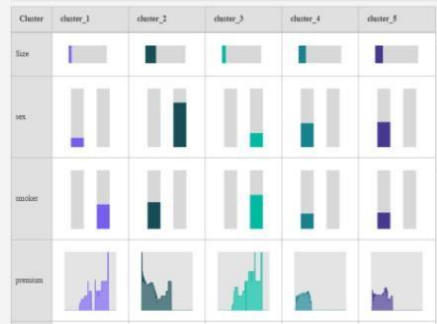 Cluster cluster_1 cluster_2 cluster_3 cluster_4 cluster_5
Size
sex
smoker
premium